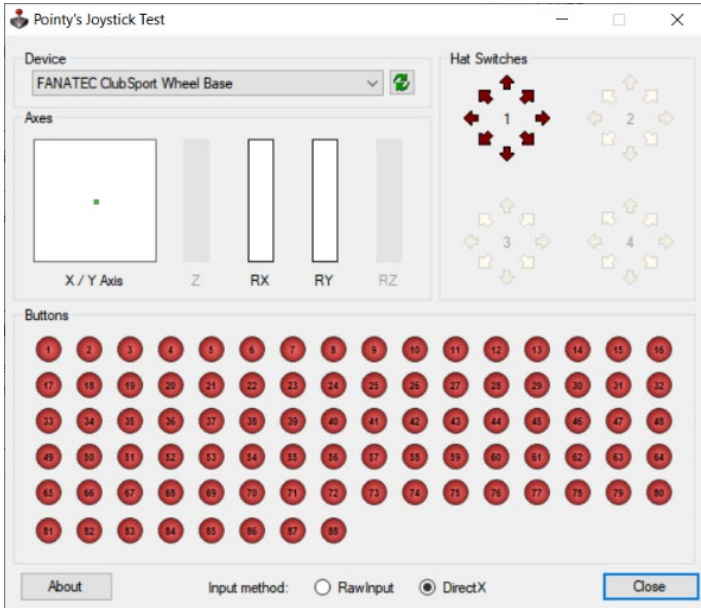 Pointy's Joystick Test
Device
FANATEC ClubSport Wheel Base
Axes
X / Y Axis
Z
RX
RY
RZ
Hat Switches
1
2
3
4
Buttons
1 2 3 4 5 6 7 8 9 10 11 12 13 14 15 16
17 18 19 20 21 22 23 24 25 26 27 28 29 30 31 32
33 34 35 36 37 38 39 40 41 42 43 44 45 46 47 48
49 50 51 52 53 54 55 56 57 58 59 60 61 62 63 64
65 66 67 68 69 70 71 72 73 74 75 76 77 78 79 80
81 82 83 84 85 86 87 88
About
Input method:
RawInput
DirectX
Close